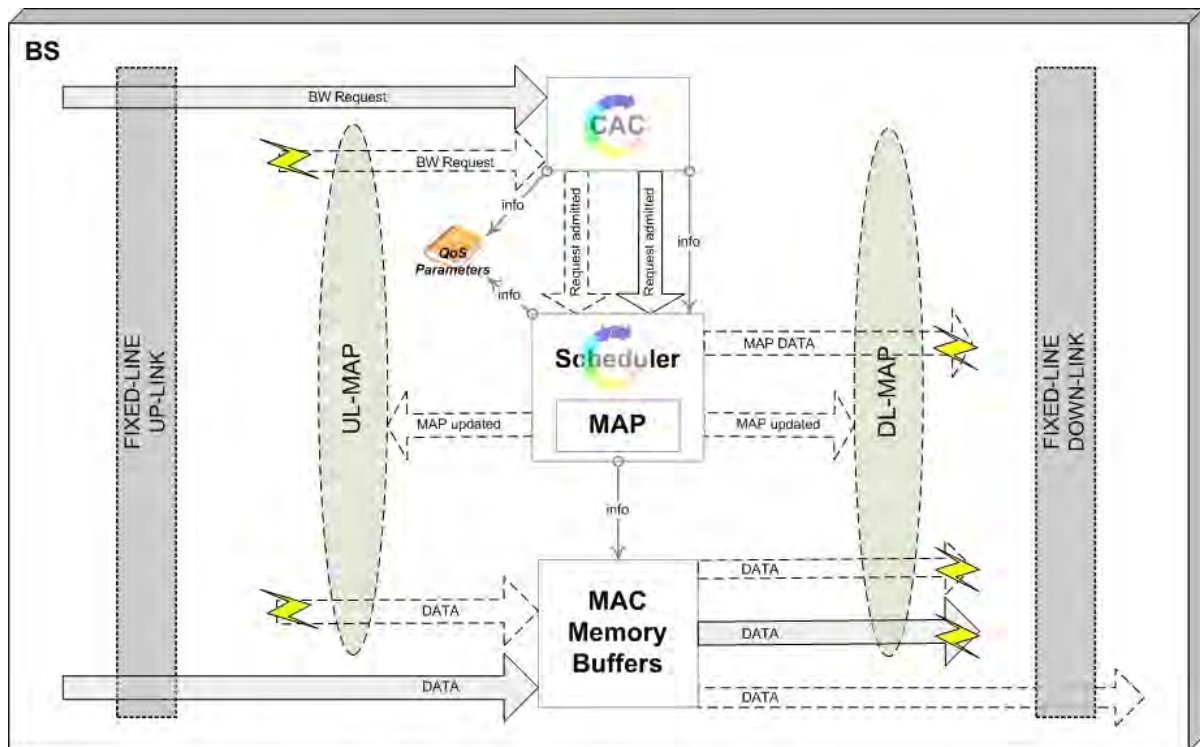 BS
BW Request
CAC
BW Request
info
QoS
Parameters
info
Request admitted
Request admitted
info
FIXED-LINE
UP-LINK
UL-MAP
Scheduler
MAP
MAP DATA
MAP updated
MAP updated
DL-MAP
FIXED-LINE
DOWN-LINK
info
MAC
Memory
Buffers
DATA
DATA
DATA
DATA
DATA